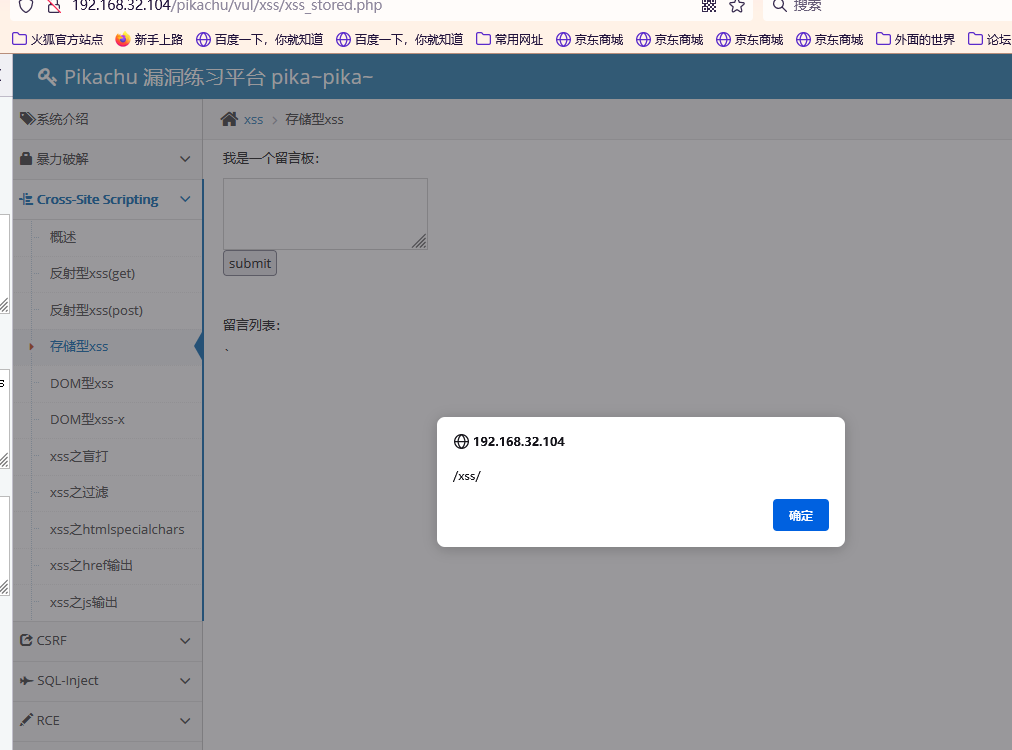 192.168.32.104/pikachu/vul/xss/xss_stored.php
搜索
火狐官方站点 新手上路 百度一下，你就知道 百度一下，你就知道 常用网址 京东商城 京东商城 京东商城 京东商城 外面的世界 论坛
Pikachu 漏洞练习平台 pika~pika~
系统介绍
xss > 存储型xss
暴力破解
我是一个留言板：
Cross-Site Scripting
submit
概述
反射型xss(get)
反射型xss(post)
留言列表：
、
存储型xss
DOM型xss
DOM型xss-x
xss之盲打
xss之过滤
xss之htmlspecialchars
xss之href输出
xss之js输出
CSRF
SQL-Inject
RCE
192.168.32.104
/xss/
确定
s